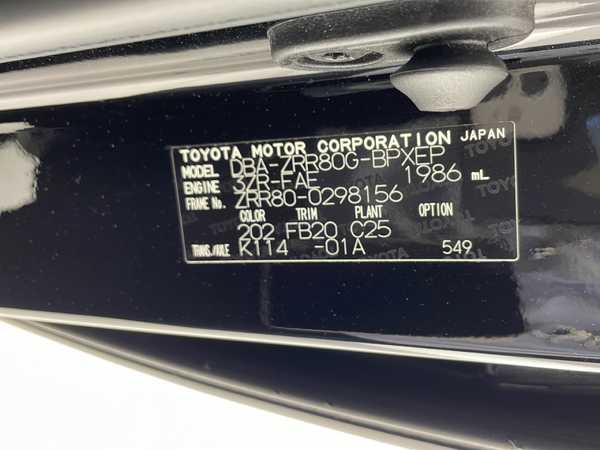 TOYOTA MOTOR CORPORATION JAPAN
MODEL DBA-ZRR80G-BPXEP
ENGINE 3ZR-FAE 1986 mL
FRAME No. ZRR80-0298156
COLOR TRIM PLANT OPTION
202 FB20 C25
TRANS./AXLE K114 -01A 549